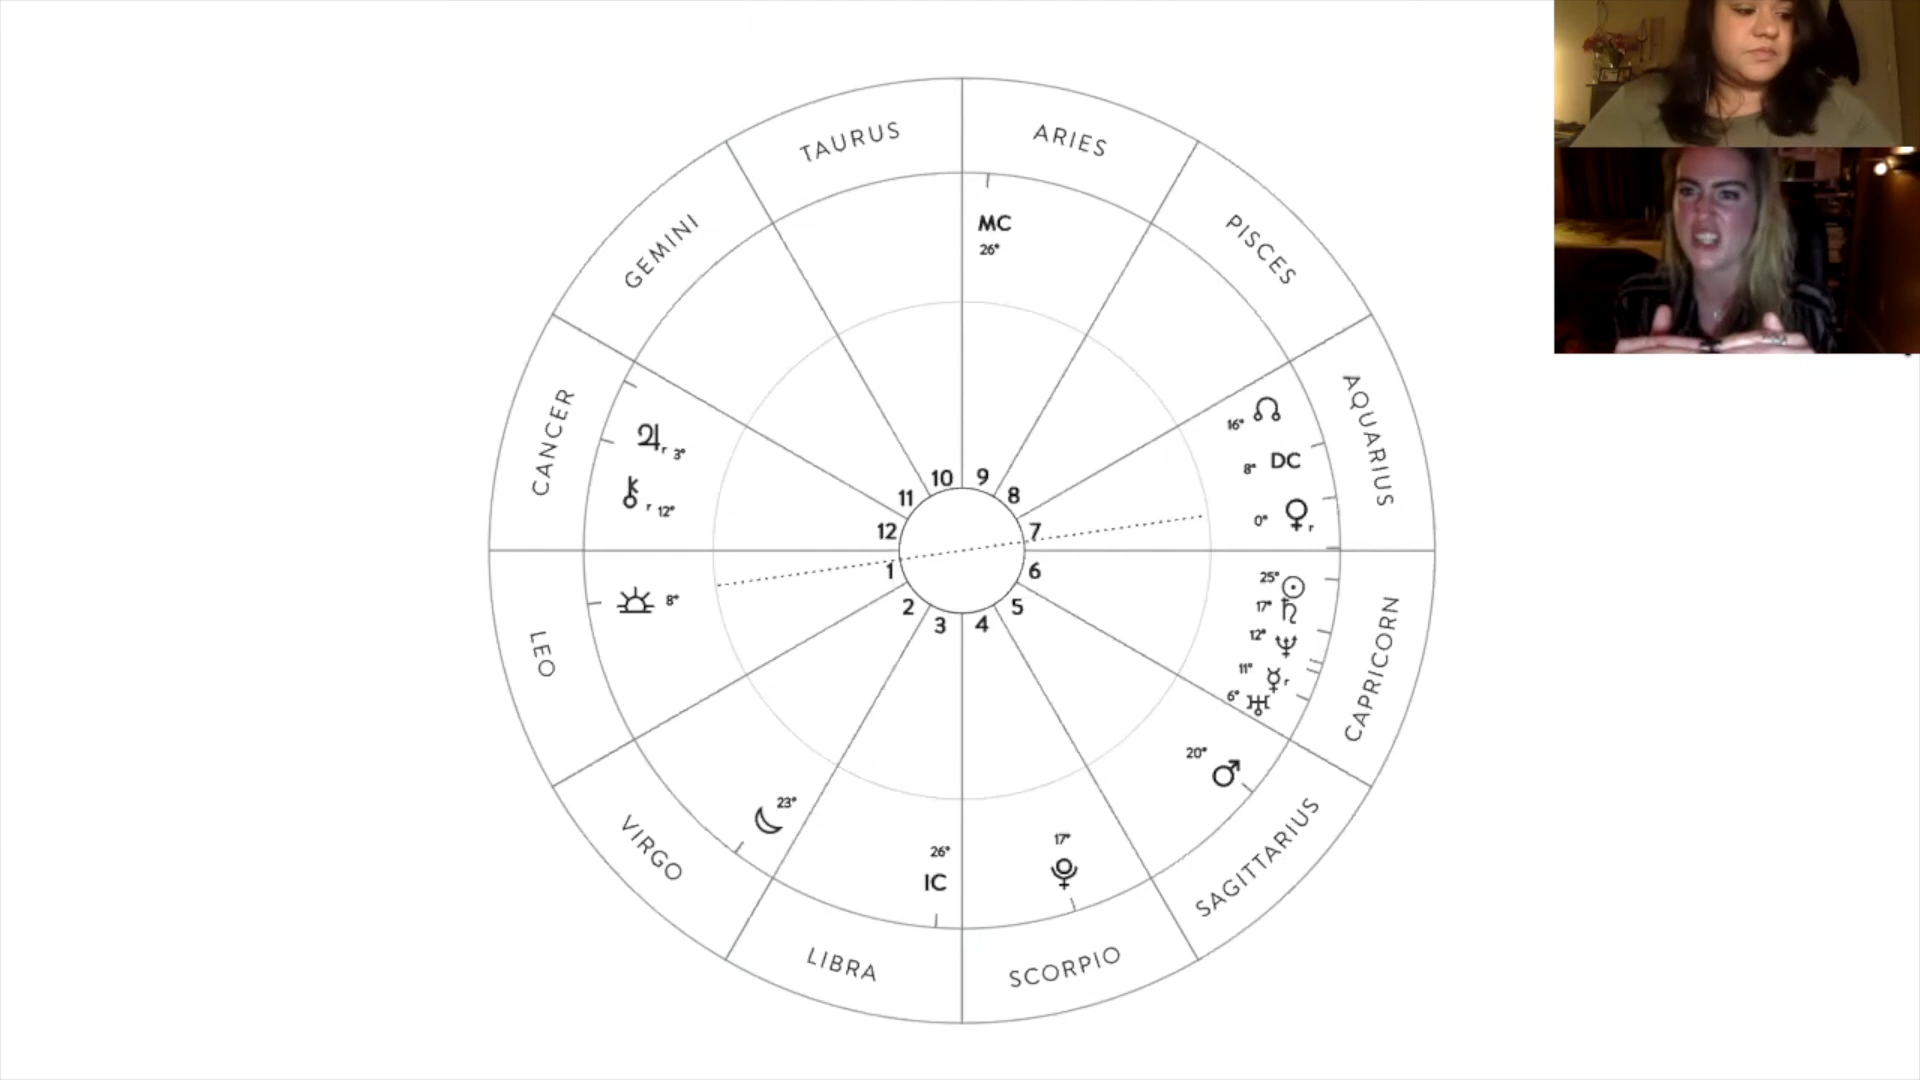 TAURUS
ARIES
GEMINI
PISCES
MC
26°
CANCER
AQUARIUS
r 3°
r 12°
16°
8° DC
0° r
10 9
11 8
12 7
1 6
2 5
3 4
8°
25°
17°
12°
11° r
6°
LEO
CAPRICORN
20°
23°
17°
26°
IC
VIRGO
SAGITTARIUS
LIBRA
SCORPIO